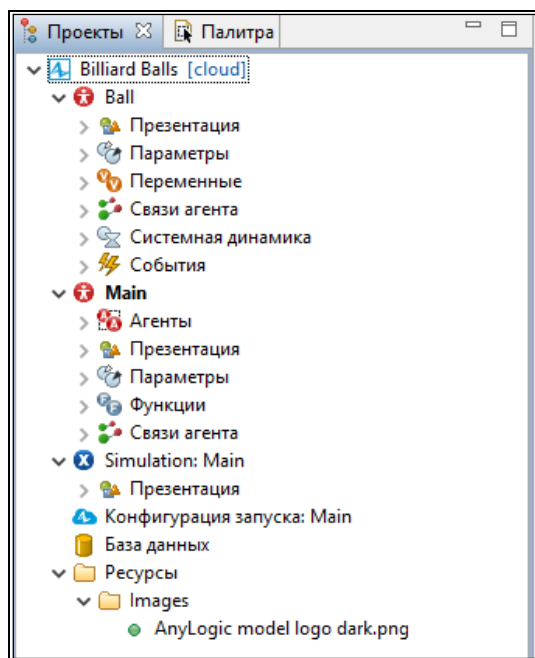 Проекты Палитра
Billiard Balls [cloud]
Ball
Презентация
Параметры
Переменные
Связи агента
Системная динамика
События
Main
Агенты
Презентация
Параметры
Функции
Связи агента
Simulation: Main
Презентация
Конфигурация запуска: Main
База данных
Ресурсы
Images
AnyLogic model logo dark.png